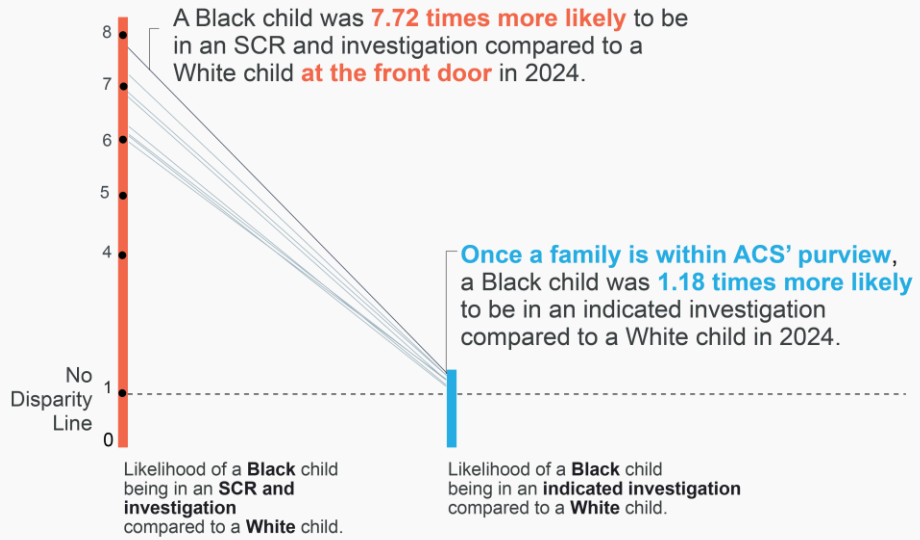 A Black child was 7.72 times more likely to be
in an SCR and investigation compared to a
White child at the front door in 2024.
8
7
6
5
4
Once a family is within ACS’ purview,
a Black child was 1.18 times more likely
to be in an indicated investigation
compared to a White child in 2024.
No
Disparity
Line
1
0
Likelihood of a Black child
being in an SCR and
investigation
compared to a White child.
Likelihood of a Black child
being in an indicated investigation
compared to a White child.